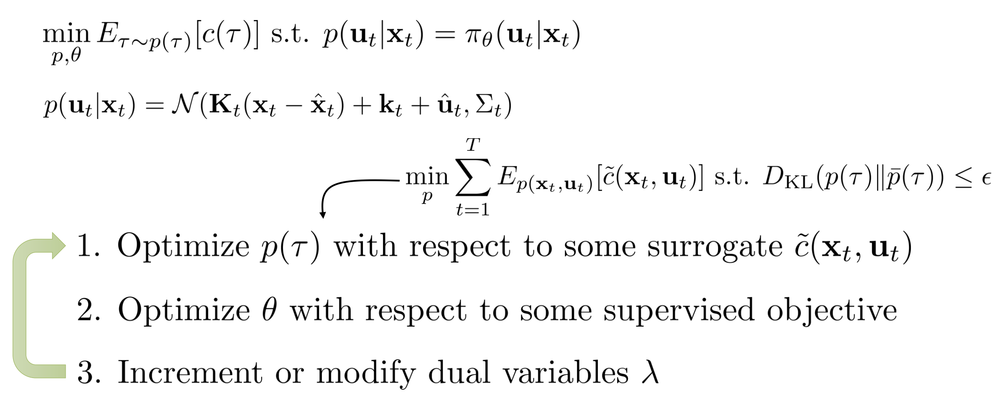 min_{p,θ} E_{τ∼p(τ)}[c(τ)] s.t. p(𝐮_t|𝐱_t) = π_θ(𝐮_t|𝐱_t)
p(𝐮_t|𝐱_t) = 𝒩(𝐊_t(𝐱_t − 𝐱̂_t) + 𝐤_t + 𝐮̂_t, Σ_t)
min_p ∑_{t=1}^{T} E_{p(𝐱_t,𝐮_t)}[c̃(𝐱_t, 𝐮_t)] s.t. D_{KL}(p(τ)‖p̄(τ)) ≤ ϵ
1. Optimize p(τ) with respect to some surrogate c̃(𝐱_t, 𝐮_t)
2. Optimize θ with respect to some supervised objective
3. Increment or modify dual variables λ